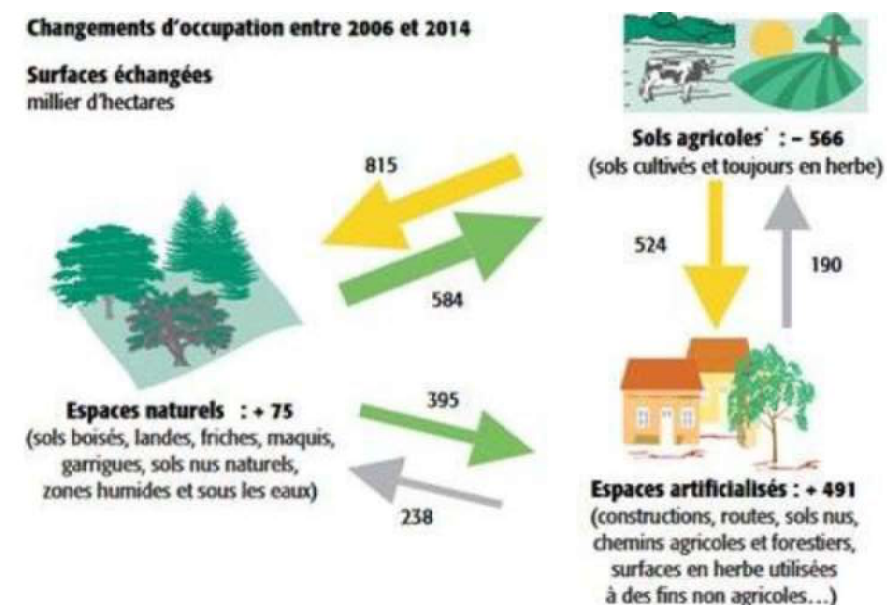 Changements d'occupation entre 2006 et 2014
Surfaces échangées
millier d'hectares
Sols agricoles* : - 566
(sols cultivés et toujours en herbe)
815
584
524
190
Espaces naturels : + 75
(sols boisés, landes, friches, maquis,
garrigues, sols nus naturels,
zones humides et sous les eaux)
395
238
Espaces artificialisés : + 491
(constructions, routes, sols nus,
chemins agricoles et forestiers,
surfaces en herbe utilisées
à des fins non agricoles...)